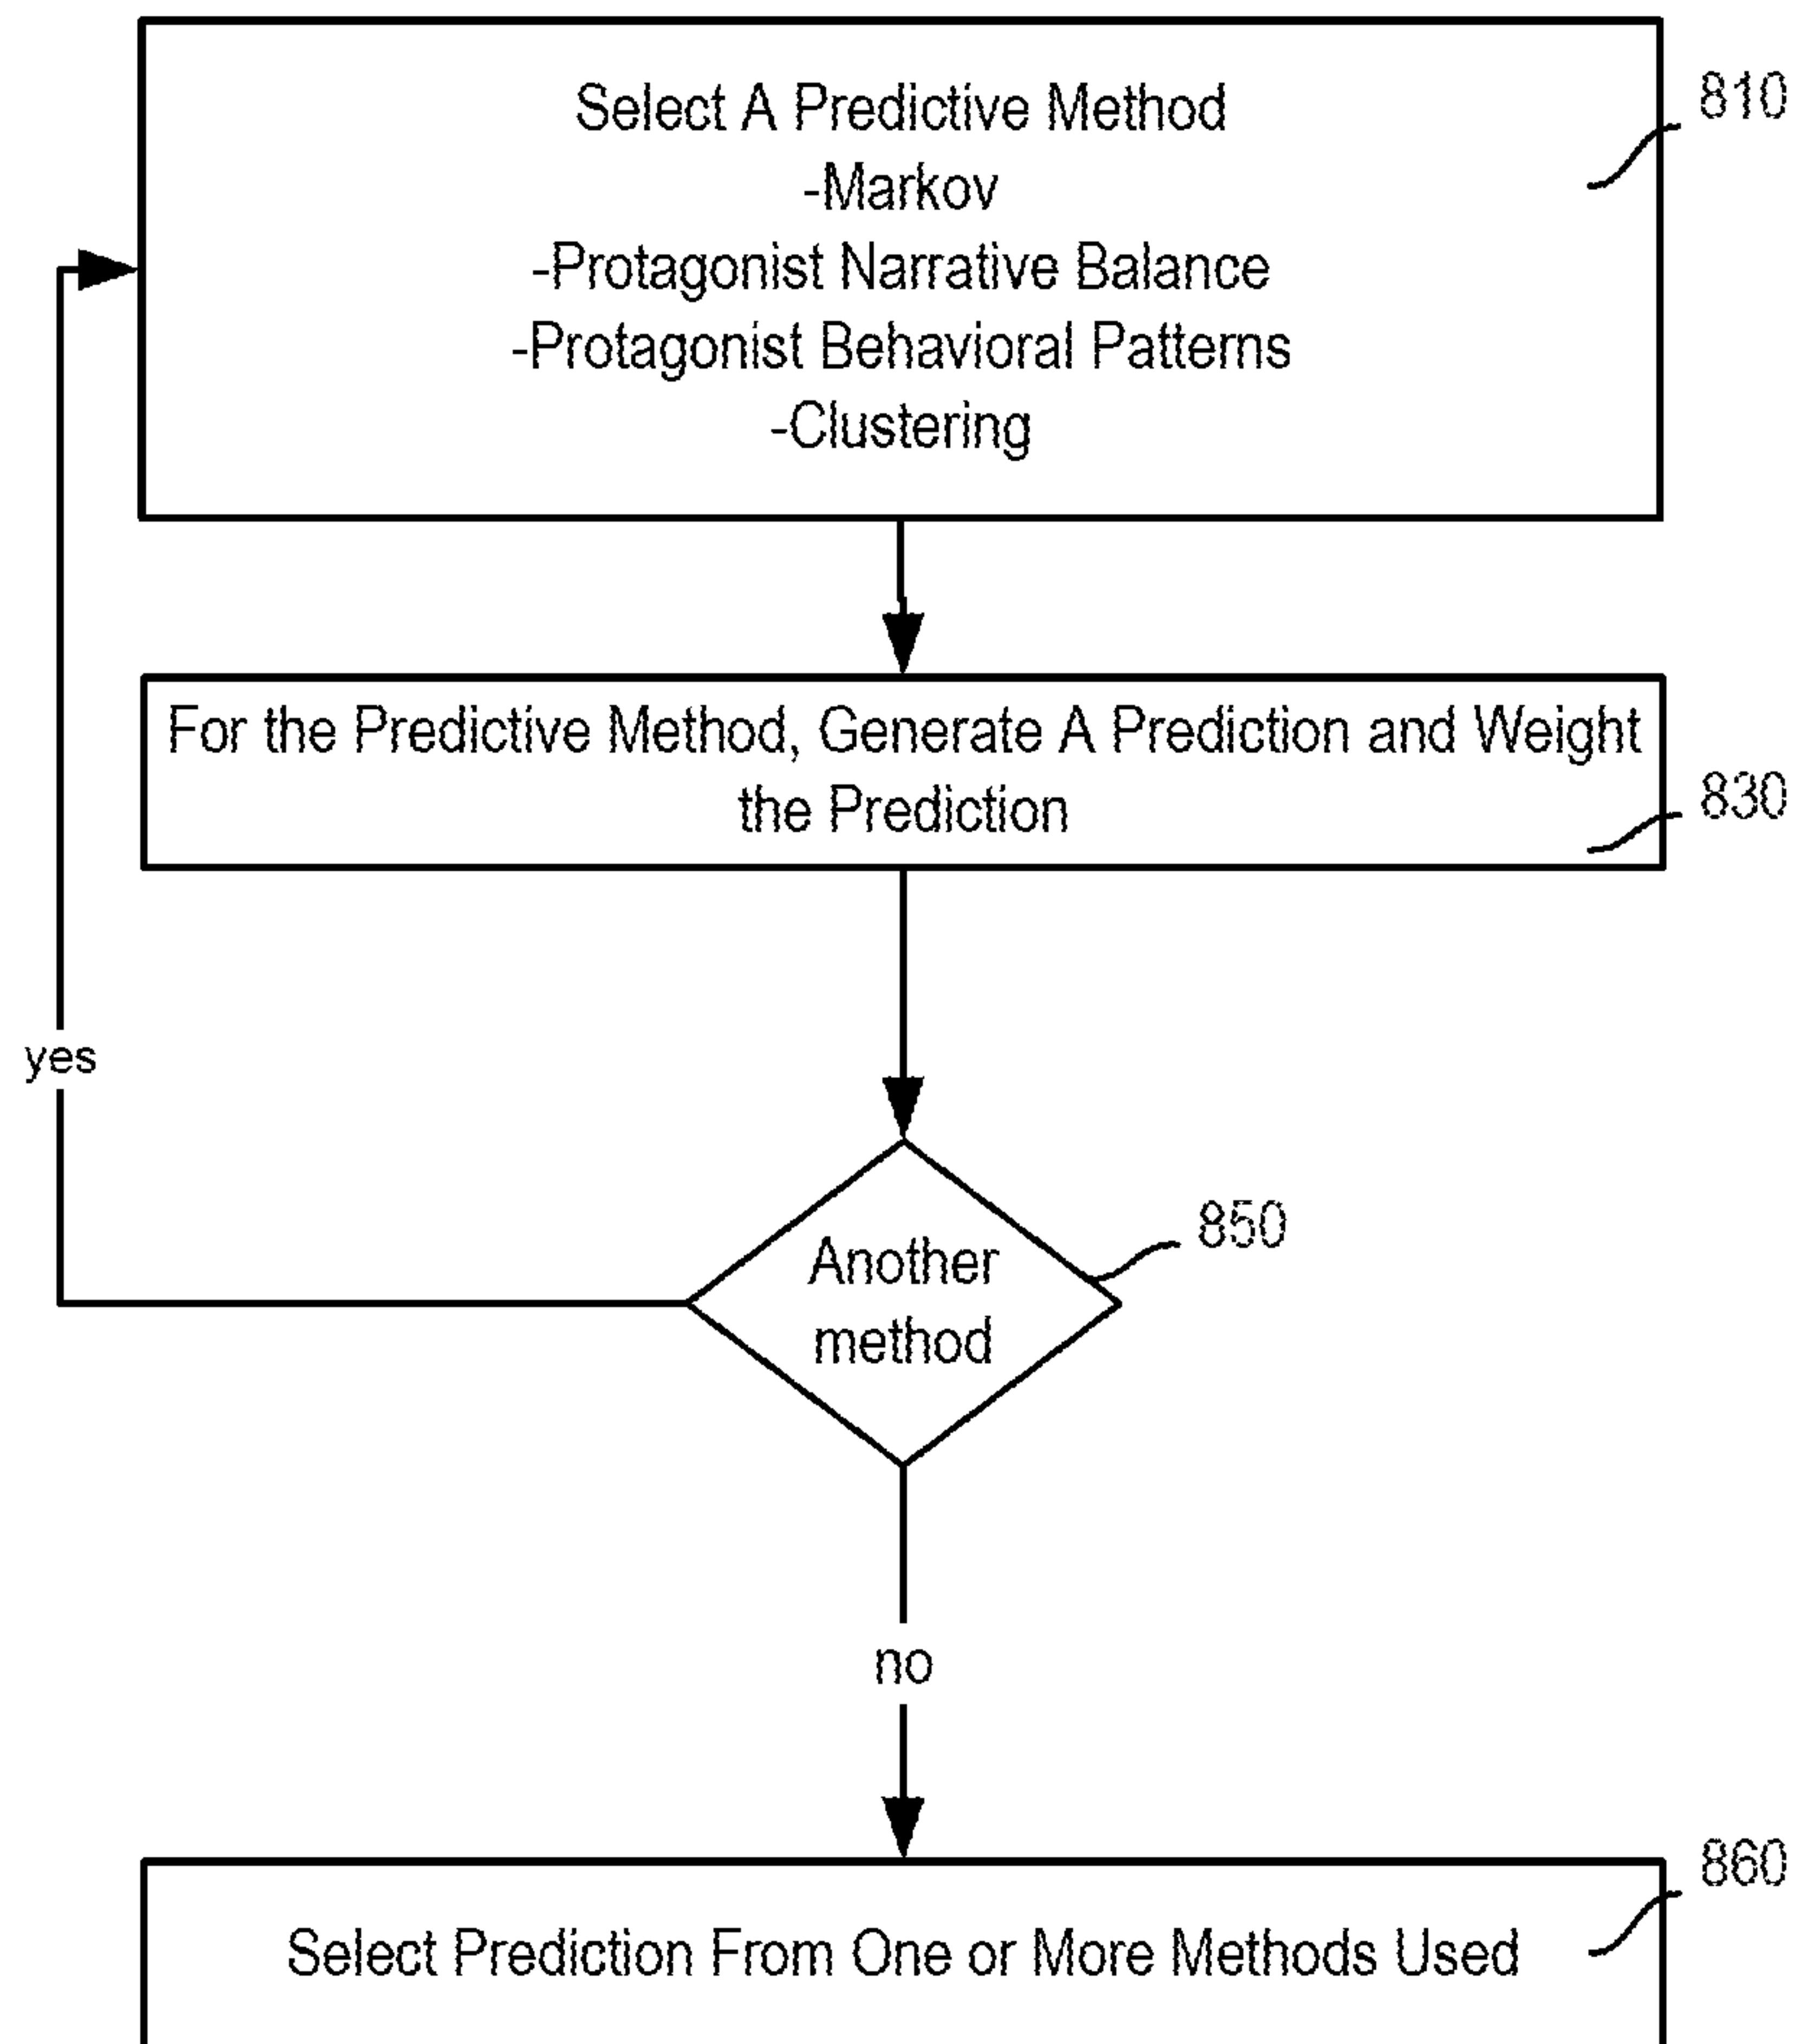 Select A Predictive Method
810
-Markov
-Protagonist Narrative Balance
-Protagonist Behavioral Patterns
-Clustering
For the Predictive Method, Generate A Prediction and Weight
the Prediction
830
yes
Another
method
850
no
860
Select Prediction From One or More Methods Used